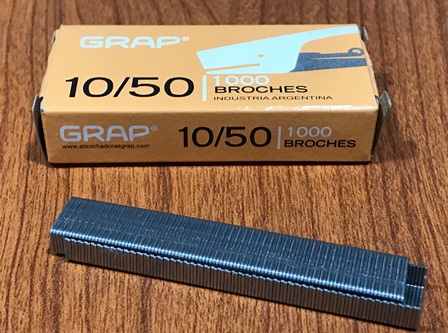 GRAP®
10/50
1000
BROCHES
INDUSTRIA ARGENTINA
GRAP®
www.abrochadorasgrap.com
10/50
1000
BROCHES